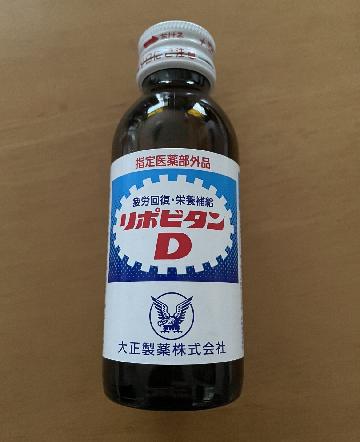 指定医薬部外品
疲労回復・栄養補給
リポビタン
D
大正製薬株式会社